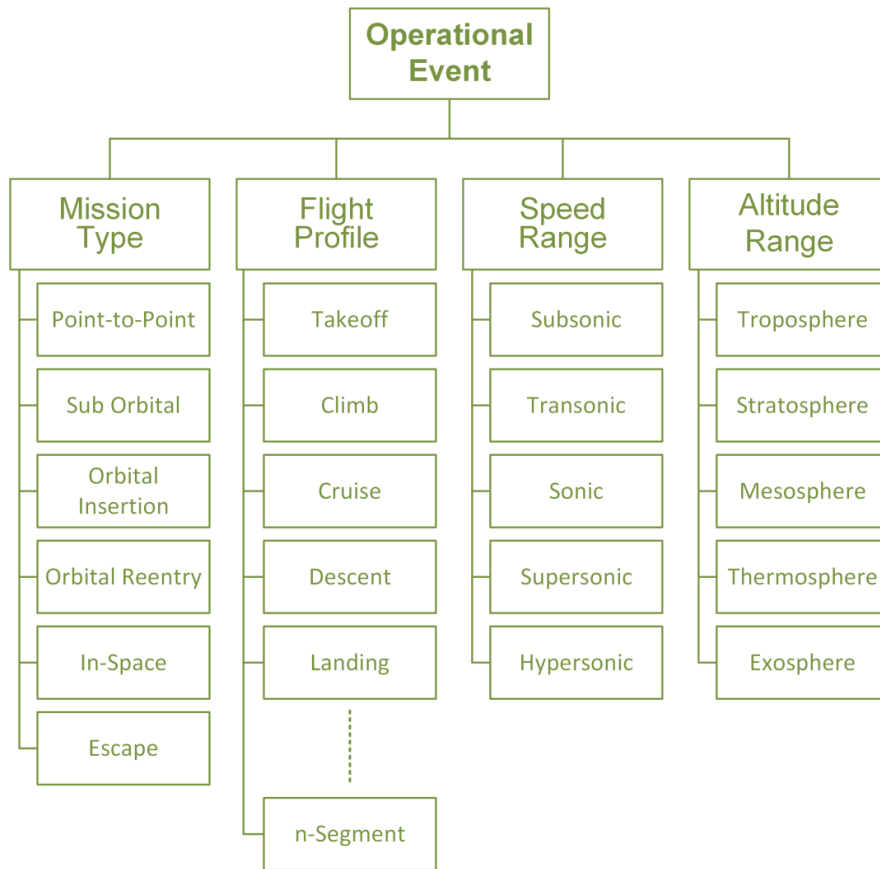 Operational
Event
Mission
Type
Point-to-Point
Sub Orbital
Orbital
Insertion
Orbital Reentry
In-Space
Escape
Flight
Profile
Takeoff
Climb
Cruise
Descent
Landing
n-Segment
Speed
Range
Subsonic
Transonic
Sonic
Supersonic
Hypersonic
Altitude
Range
Troposphere
Stratosphere
Mesosphere
Thermosphere
Exosphere